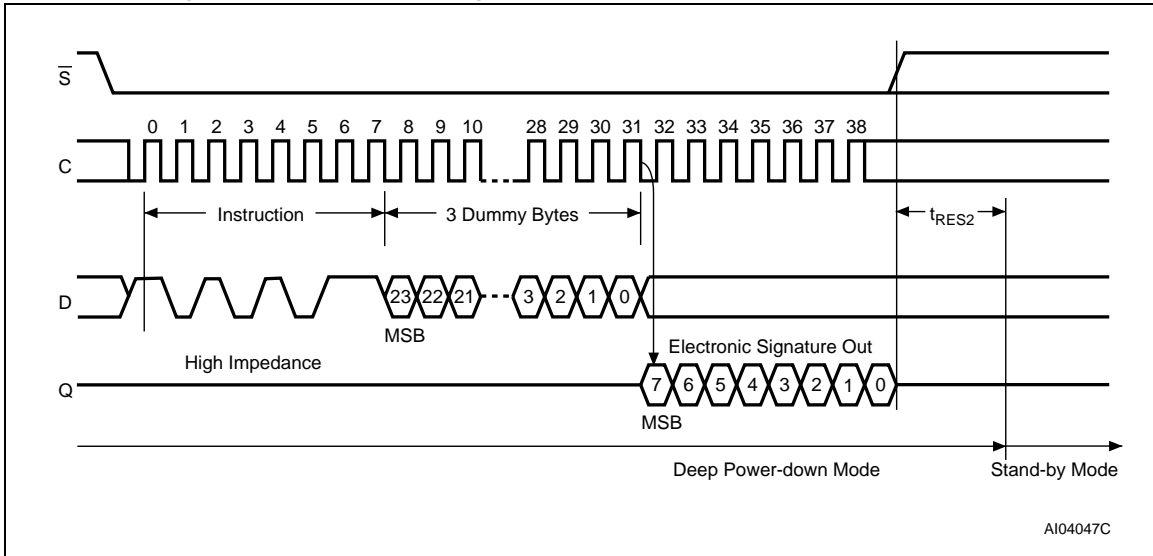 S
0 1 2 3 4 5 6 7 8 9 10 28 29 30 31 32 33 34 35 36 37 38
C
Instruction 3 Dummy Bytes tRES2
D 23 22 21 3 2 1 0
MSB
High Impedance Electronic Signature Out
Q 7 6 5 4 3 2 1 0
MSB
Deep Power-down Mode Stand-by Mode
AI04047C